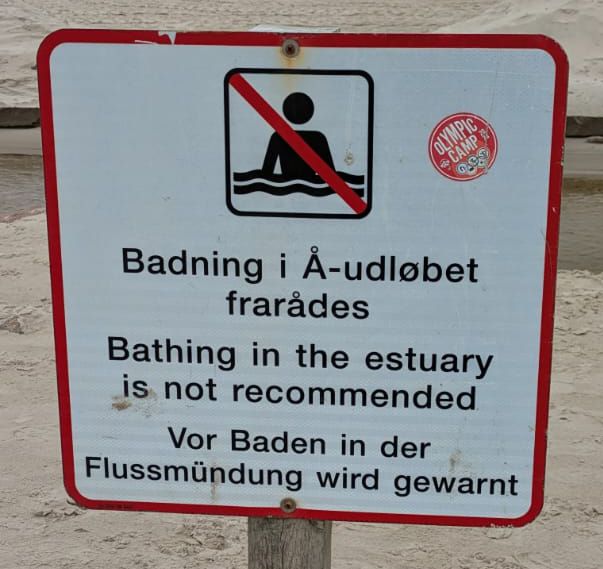 OLYMPIC
CAMP
Badning i Å-udløbet
frarådes
Bathing in the estuary
is not recommended
Vor Baden in der
Flussmündung wird gewarnt